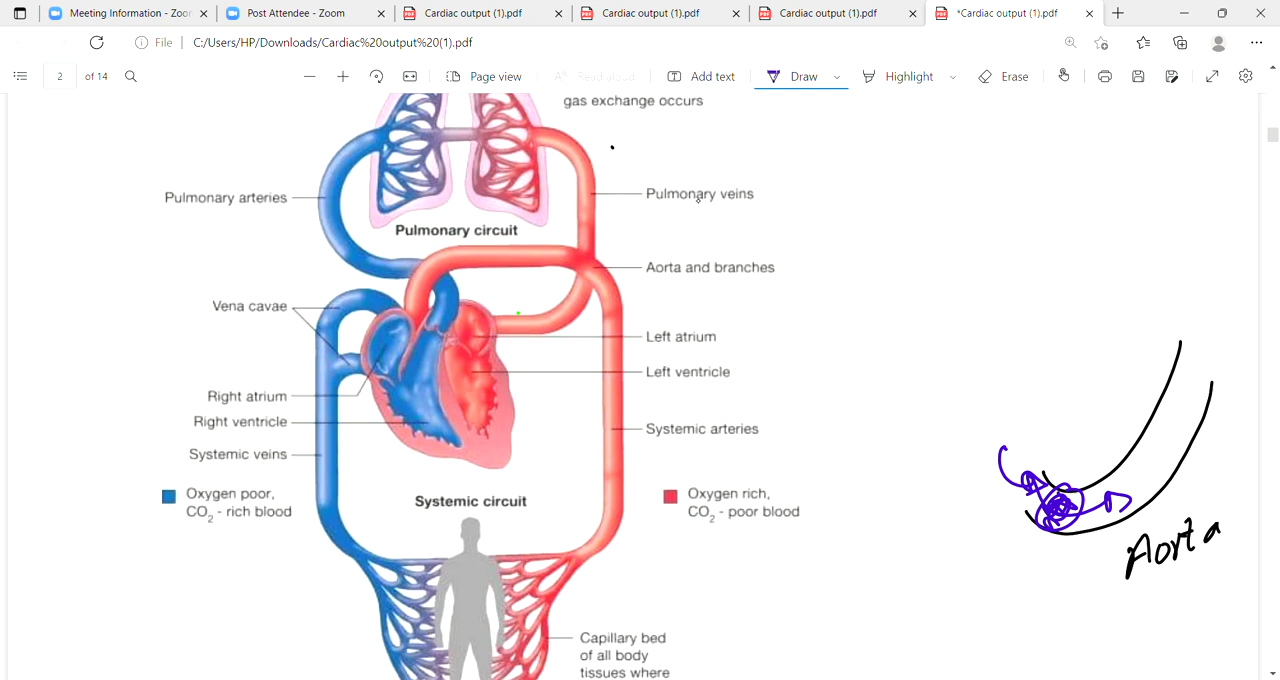 Meeting Information - Zoor
Post Attendee - Zoom
Cardiac output (1).pdf
Cardiac output (1).pdf
Cardiac output (1).pdf
*Cardiac output (1).pdf
File
C:/Users/HP/Downloads/Cardiac%20output%20(1).pdf
2 of 14
Page view
Read aloud
Add text
Draw
Highlight
Erase
gas exchange occurs
Pulmonary arteries
Pulmonary veins
Pulmonary circuit
Aorta and branches
Vena cavae
Left atrium
Left ventricle
Right atrium
Right ventricle
Systemic arteries
Systemic veins
Oxygen poor,
CO2 - rich blood
Systemic circuit
Oxygen rich,
CO2 - poor blood
Aorta
Capillary bed
of all body
tissues where